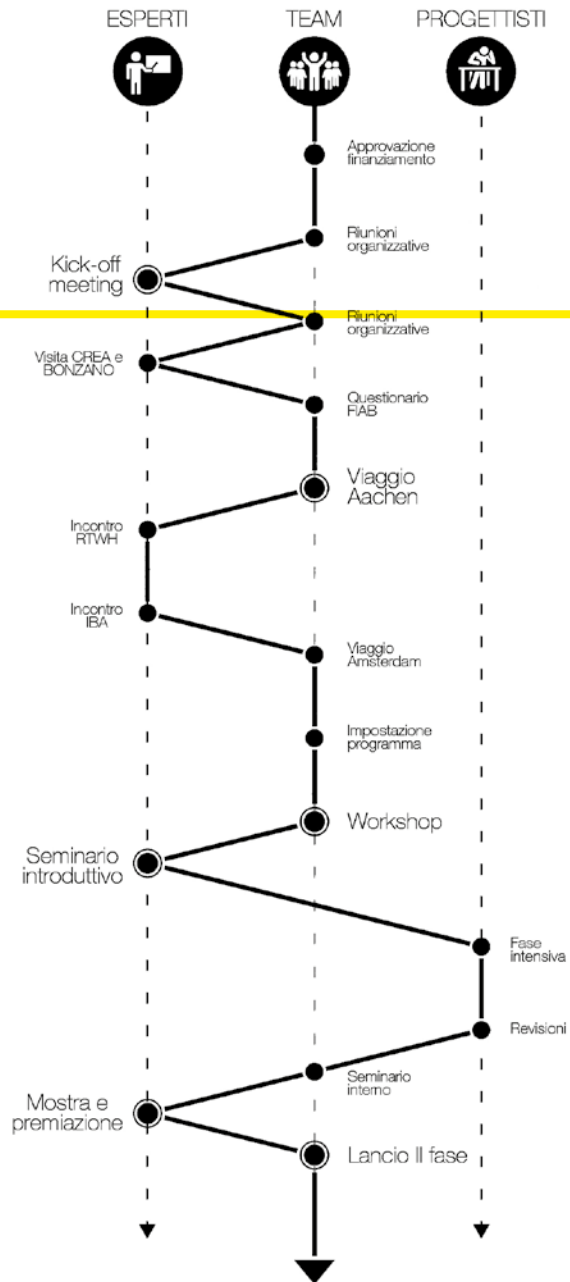 ESPERTI
TEAM
PROGETTISTI
Approvazione
finanziamento
Riunioni
organizzative
Kick-off
meeting
Riunioni
organizzative
Visita CREA e
BONZANO
Questionario
FIAB
Viaggio
Aachen
Incontro
RTWH
Incontro
IBA
Viaggio
Amsterdam
Impostazione
programma
Workshop
Seminario
introduttivo
Fase
intensiva
Revisioni
Seminario
interno
Mostra e
premiazione
Lancio II fase